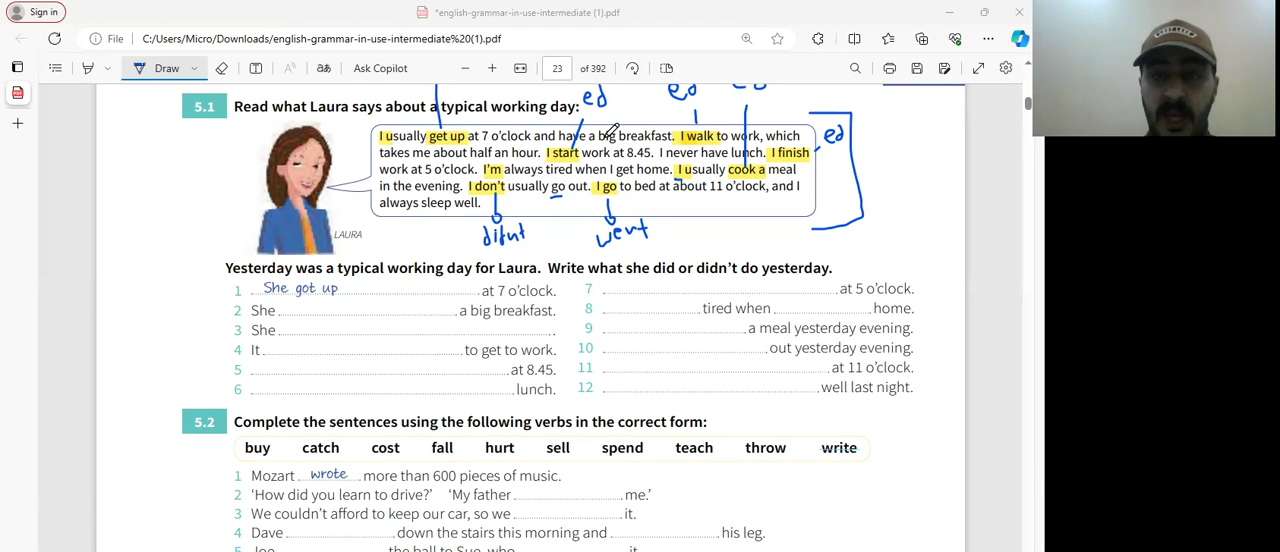 Sign in
*english-grammar-in-use-intermediate (1).pdf
File C:/Users/Micro/Downloads/english-grammar-in-use-intermediate%20(1).pdf
Draw Ask Copilot 23 of 392
ed ed
5.1 Read what Laura says about a typical working day:
I usually get up at 7 o'clock and have a big breakfast. I walk to work, which
takes me about half an hour. I start work at 8.45. I never have lunch. I finish
ed
work at 5 o'clock. I'm always tired when I get home. I usually cook a meal
in the evening. I don't usually go out. I go to bed at about 11 o'clock, and I
always sleep well.
LAURA
didnt went
Yesterday was a typical working day for Laura. Write what she did or didn't do yesterday.
1 She got up at 7 o'clock.
2 She a big breakfast.
3 She .
4 It to get to work.
5 at 8.45.
6 lunch.
7 at 5 o'clock.
8 tired when home.
9 a meal yesterday evening.
10 out yesterday evening.
11 at 11 o'clock.
12 well last night.
5.2 Complete the sentences using the following verbs in the correct form:
buy catch cost fall hurt sell spend teach throw write
1 Mozart wrote more than 600 pieces of music.
2 'How did you learn to drive?' 'My father me.'
3 We couldn't afford to keep our car, so we it.
4 Dave down the stairs this morning and his leg.
5 Joe the ball to Sue, who it.